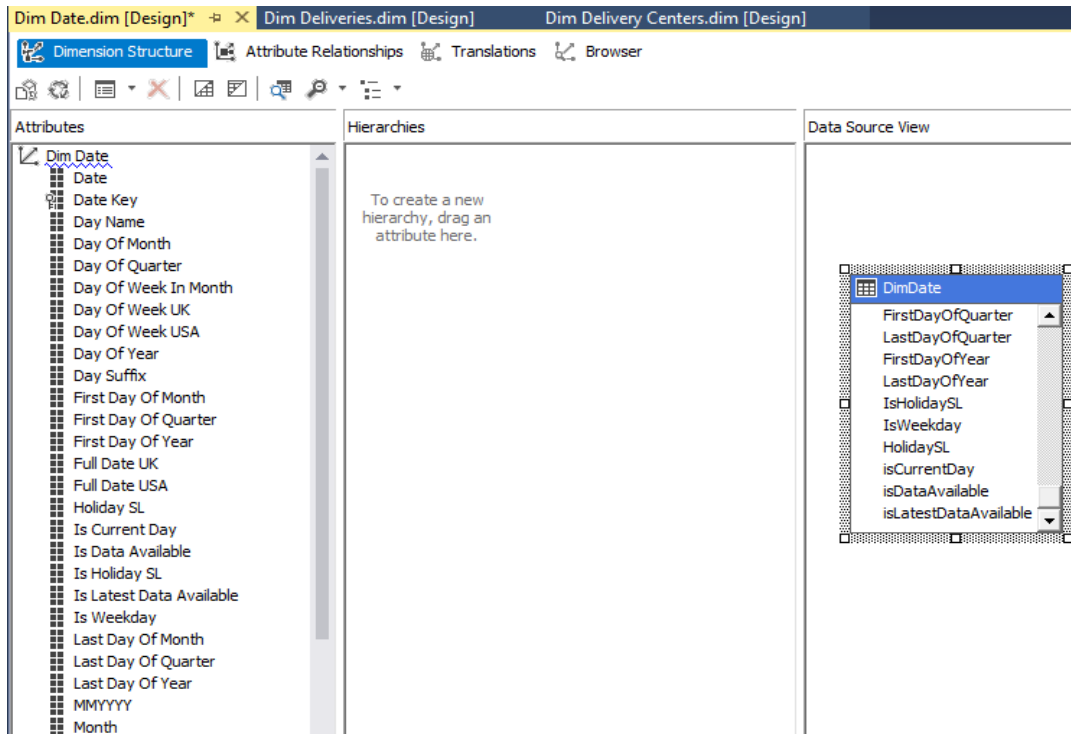 Dim Date.dim [Design]* Dim Deliveries.dim [Design] Dim Delivery Centers.dim [Design]
Dimension Structure Attribute Relationships Translations Browser
Attributes
Dim Date
Date
Date Key
Day Name
Day Of Month
Day Of Quarter
Day Of Week In Month
Day Of Week UK
Day Of Week USA
Day Of Year
Day Suffix
First Day Of Month
First Day Of Quarter
First Day Of Year
Full Date UK
Full Date USA
Holiday SL
Is Current Day
Is Data Available
Is Holiday SL
Is Latest Data Available
Is Weekday
Last Day Of Month
Last Day Of Quarter
Last Day Of Year
MMYYYY
Month
Hierarchies
To create a new
hierarchy, drag an
attribute here.
Data Source View
DimDate
FirstDayOfQuarter
LastDayOfQuarter
FirstDayOfYear
LastDayOfYear
IsHolidaySL
IsWeekday
HolidaySL
isCurrentDay
isDataAvailable
isLatestDataAvailable